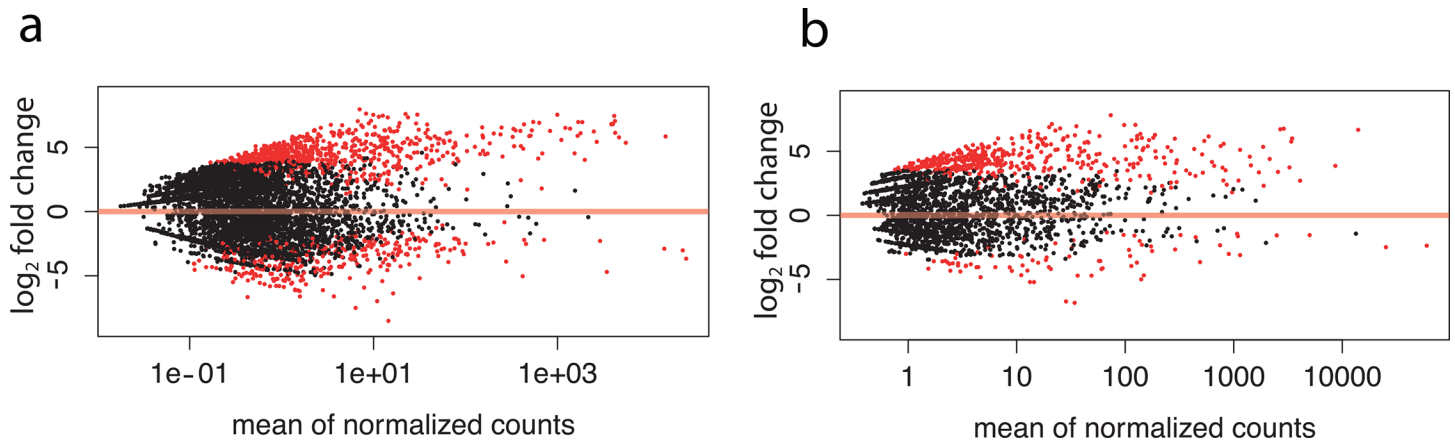 a
log₂ fold change
5
0
−5
1e−01
1e+01
1e+03
mean of normalized counts
b
log₂ fold change
5
0
−5
1
10
100
1000
10000
mean of normalized counts